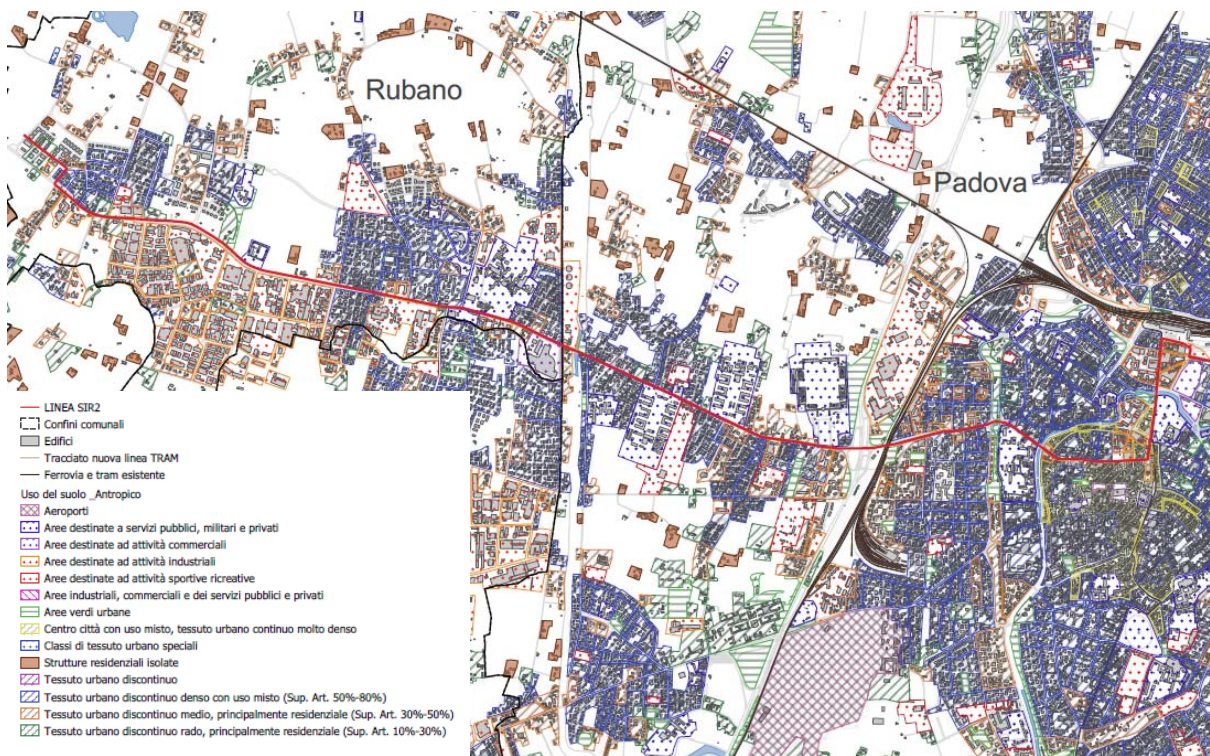 Rubano
Padova
LINEA SIR2
Confini comunali
Edifici
Tracciato nuova linea TRAM
Ferrovia e tram esistente
Uso del suolo _Antropico
Aeroporti
Aree destinate a servizi pubblici, militari e privati
Aree destinate ad attività commerciali
Aree destinate ad attività industriali
Aree destinate ad attività sportive ricreative
Aree industriali, commerciali e dei servizi pubblici e privati
Aree verdi urbane
Centro città con uso misto, tessuto urbano continuo molto denso
Classi di tessuto urbano speciali
Strutture residenziali isolate
Tessuto urbano discontinuo
Tessuto urbano discontinuo denso con uso misto (Sup. Art. 50%-80%)
Tessuto urbano discontinuo medio, principalmente residenziale (Sup. Art. 30%-50%)
Tessuto urbano discontinuo rado, principalmente residenziale (Sup. Art. 10%-30%)